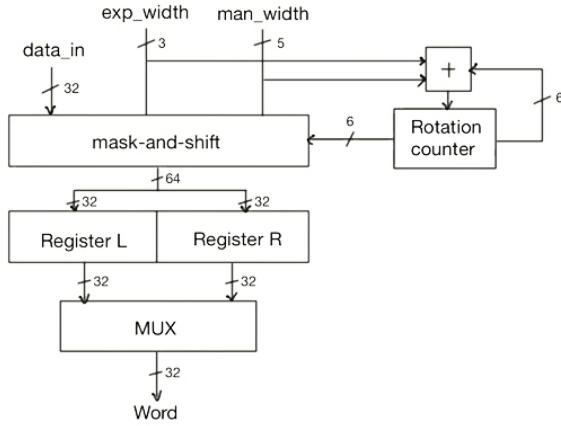 exp_width
man_width
data_in
3
5
32
+
6
6
Rotation
counter
mask-and-shift
64
32
32
Register L
Register R
32
32
MUX
32
Word